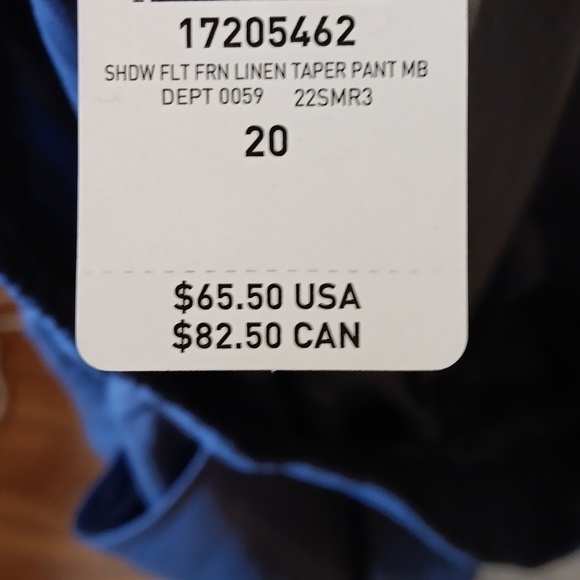 17205462
SHDW FLT FRN LINEN TAPER PANT MB
DEPT 0059 22SMR3
20
$65.50 USA
$82.50 CAN